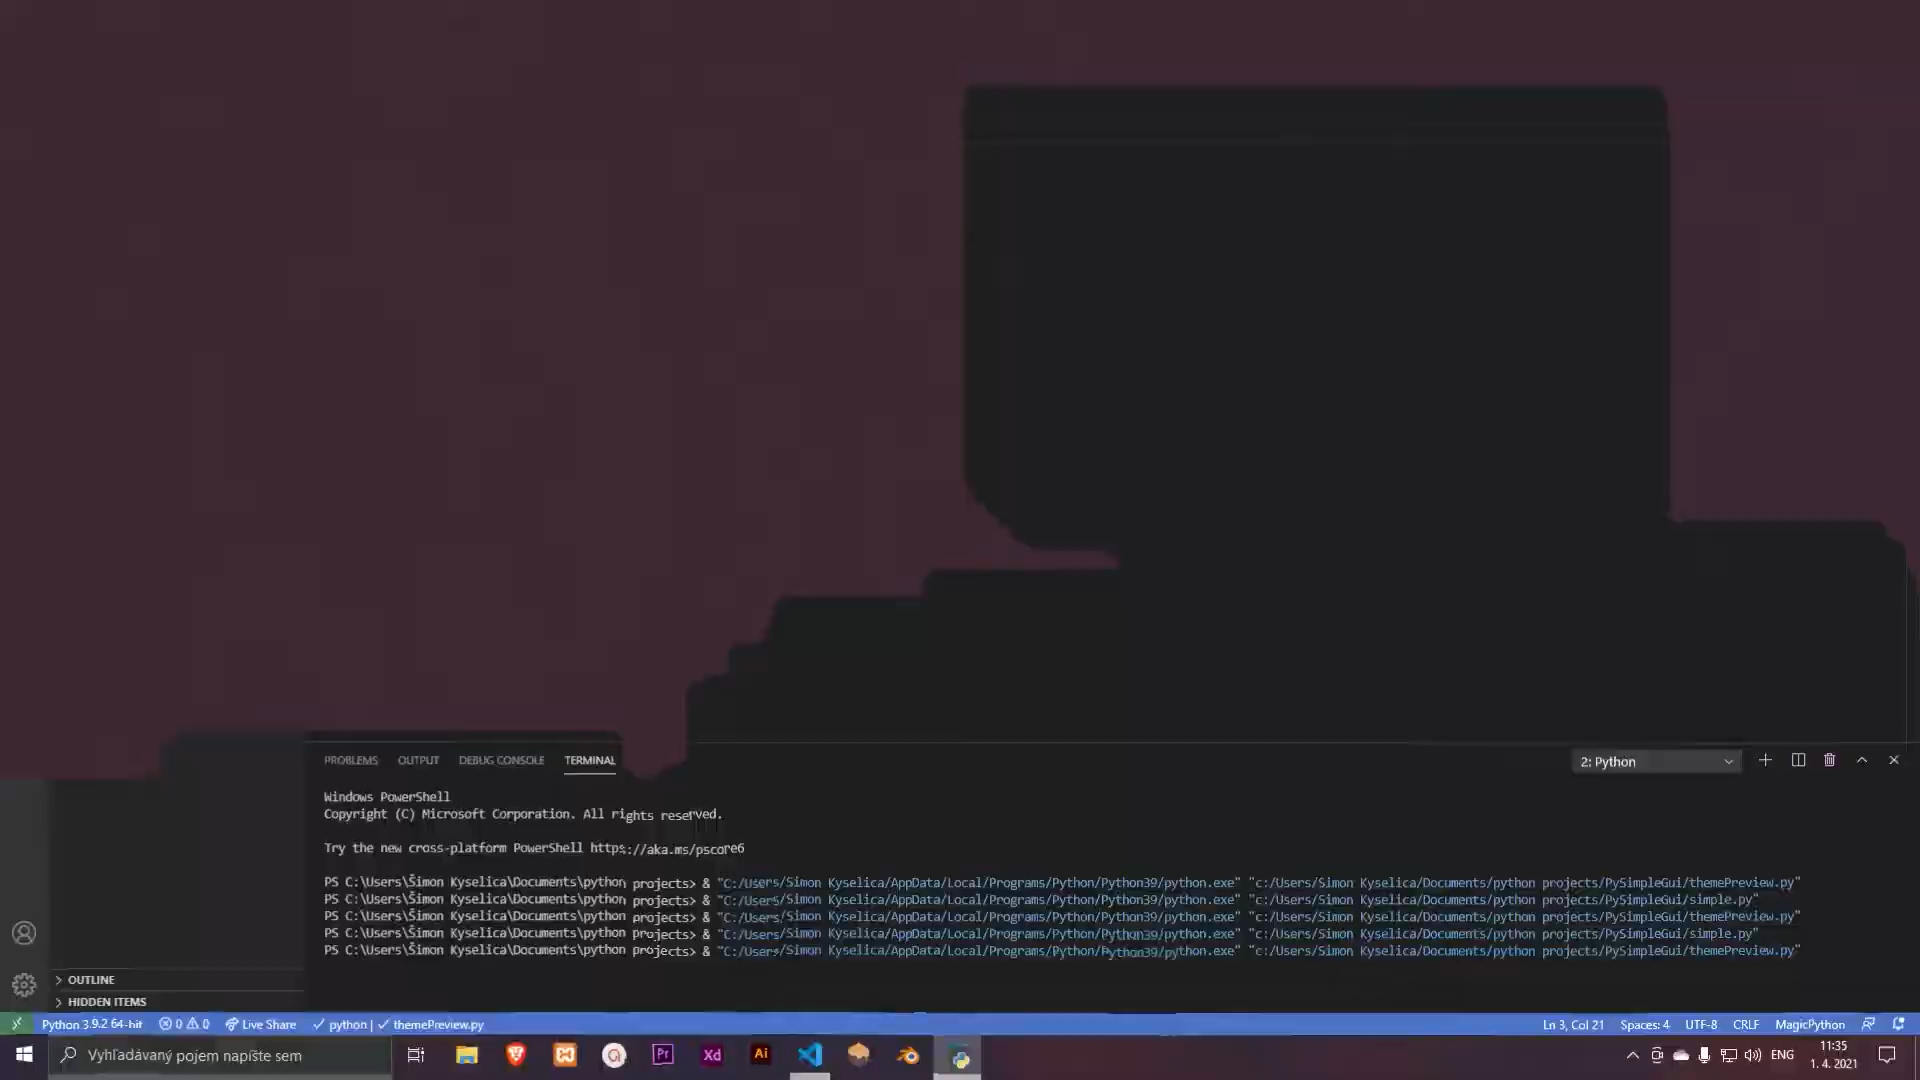 PROBLEMS OUTPUT DEBUG CONSOLE TERMINAL 2: Python
Windows PowerShell
Copyright (C) Microsoft Corporation. All rights reserved.
Try the new cross-platform PowerShell https://aka.ms/pscore6
PS C:\Users\Šimon Kyselica\Documents\python projects> & "C:/Users/Simon Kyselica/AppData/Local/Programs/Python/Python39/python.exe" "c:/Users/Simon Kyselica/Documents/python projects/PySimpleGui/themePreview.py"
PS C:\Users\Šimon Kyselica\Documents\python projects> & "C:/Users/Simon Kyselica/AppData/Local/Programs/Python/Python39/python.exe" "c:/Users/Simon Kyselica/Documents/python projects/PySimpleGui/simple.py"
PS C:\Users\Šimon Kyselica\Documents\python projects> & "C:/Users/Simon Kyselica/AppData/Local/Programs/Python/Python39/python.exe" "c:/Users/Simon Kyselica/Documents/python projects/PySimpleGui/themePreview.py"
PS C:\Users\Šimon Kyselica\Documents\python projects> & "C:/Users/Simon Kyselica/AppData/Local/Programs/Python/Python39/python.exe" "c:/Users/Simon Kyselica/Documents/python projects/PySimpleGui/simple.py"
PS C:\Users\Šimon Kyselica\Documents\python projects> & "C:/Users/Simon Kyselica/AppData/Local/Programs/Python/Python39/python.exe" "c:/Users/Simon Kyselica/Documents/python projects/PySimpleGui/themePreview.py"
OUTLINE
HIDDEN ITEMS
Python 3.9.2 64-bit 0 0 Live Share python | themePreview.py Ln 3, Col 21 Spaces: 4 UTF-8 CRLF MagicPython
Vyhľadávaný pojem napíšte sem Pr Xd Ai ENG 11:35
1. 4. 2021